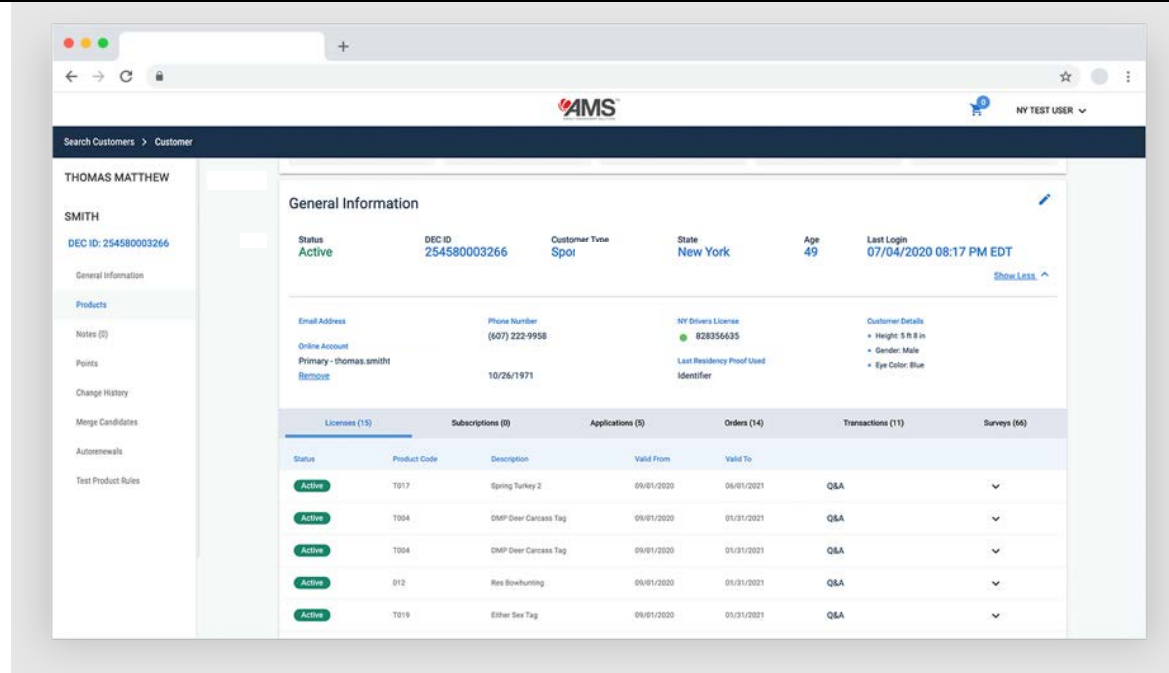 AMS
0
NY TEST USER
Search Customers > Customer
THOMAS MATTHEW
SMITH
DEC ID: 254580003266
General Information
Products
Notes (0)
Points
Change History
Merge Candidates
Autorenewals
Test Product Rules
General Information
Status DEC ID Customer Type State Age Last Login
Active 254580003266 Spor New York 49 07/04/2020 08:17 PM EDT
Show Less
Email Address Phone Number NY Drivers License Customer Details
(607) 222-9958 828356635 • Height: 5 ft 8 in
Online Account • Gender: Male
Primary - thomas.smitht Last Residency Proof Used • Eye Color: Blue
Remove 10/26/1971 Identifier
Licenses (15) Subscriptions (0) Applications (5) Orders (14) Transactions (11) Surveys (66)
Status Product Code Description Valid From Valid To
Active T017 Spring Turkey 2 09/01/2020 06/01/2021 Q&A
Active T004 DMP Deer Carcass Tag 09/01/2020 01/31/2021 Q&A
Active T004 DMP Deer Carcass Tag 09/01/2020 01/31/2021 Q&A
Active 012 Res Bowhunting 09/01/2020 01/31/2021 Q&A
Active T019 Either Sex Tag 09/01/2020 01/31/2021 Q&A